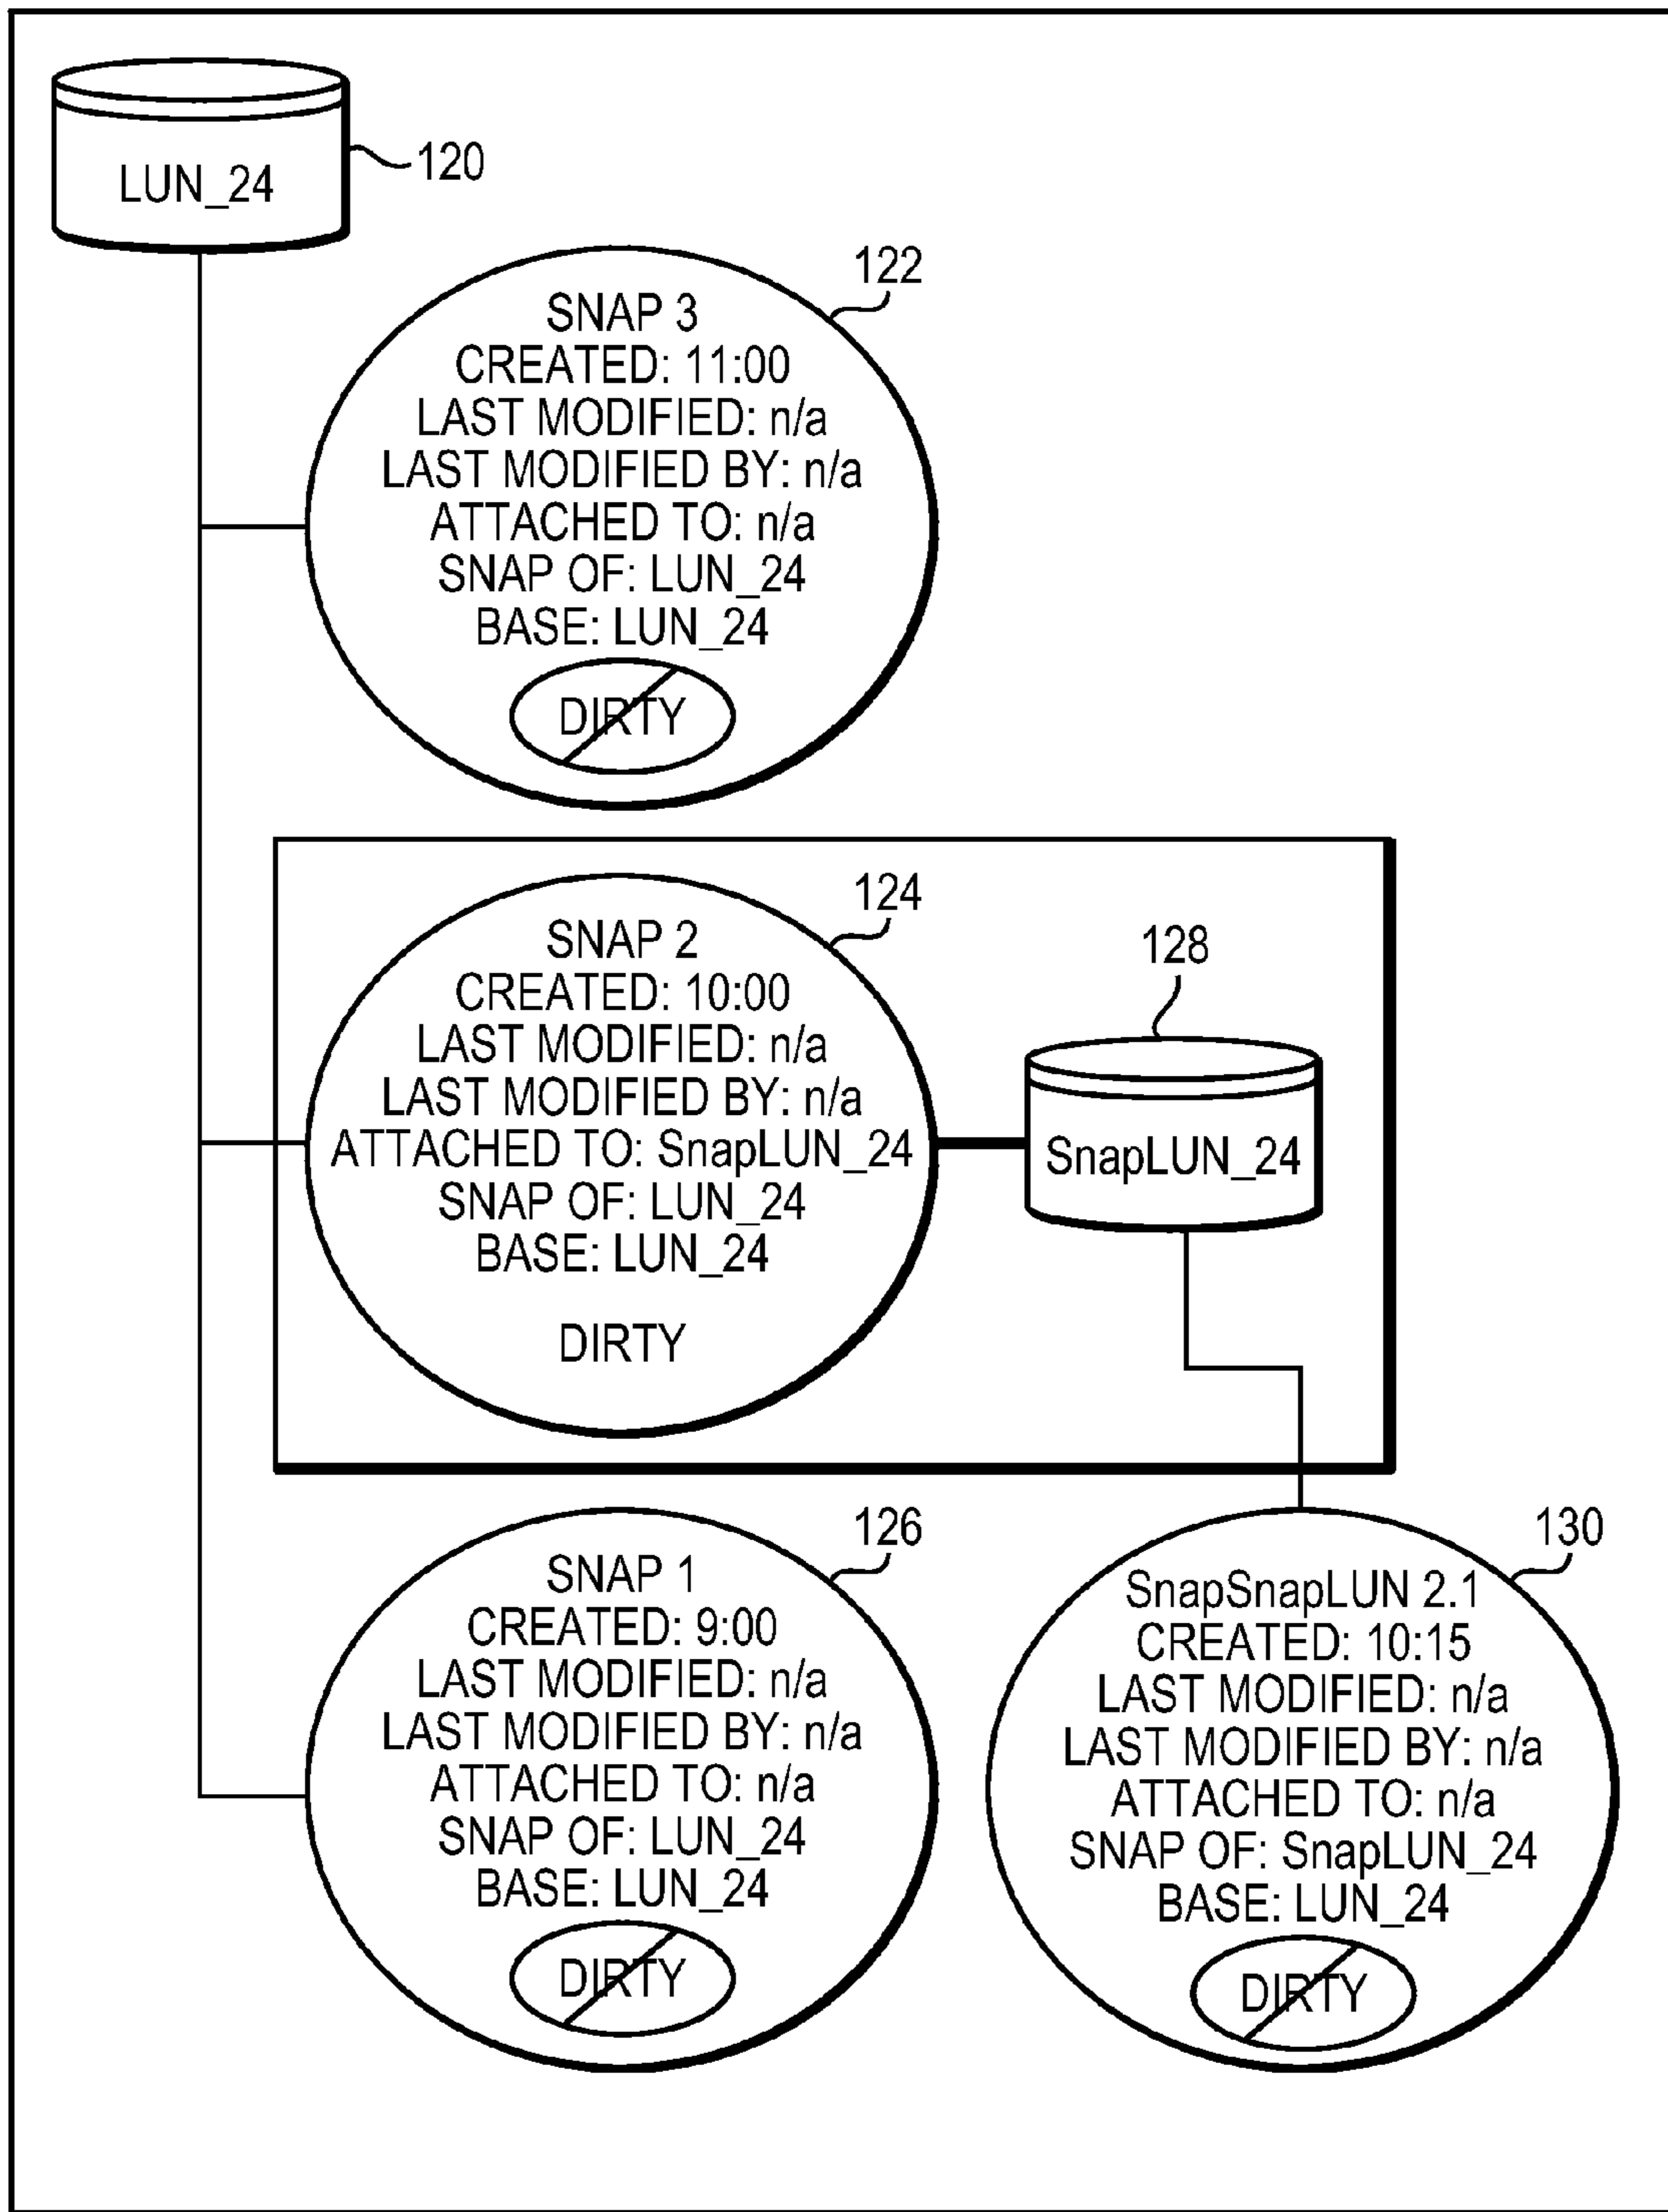 LUN_24
120
122
SNAP 3
CREATED: 11:00
LAST MODIFIED: n/a
LAST MODIFIED BY: n/a
ATTACHED TO: n/a
SNAP OF: LUN_24
BASE: LUN_24
DIRTY
124
SNAP 2
CREATED: 10:00
LAST MODIFIED: n/a
LAST MODIFIED BY: n/a
ATTACHED TO: SnapLUN_24
SNAP OF: LUN_24
BASE: LUN_24
DIRTY
128
SnapLUN_24
126
SNAP 1
CREATED: 9:00
LAST MODIFIED: n/a
LAST MODIFIED BY: n/a
ATTACHED TO: n/a
SNAP OF: LUN_24
BASE: LUN_24
DIRTY
130
SnapSnapLUN 2.1
CREATED: 10:15
LAST MODIFIED: n/a
LAST MODIFIED BY: n/a
ATTACHED TO: n/a
SNAP OF: SnapLUN_24
BASE: LUN_24
DIRTY